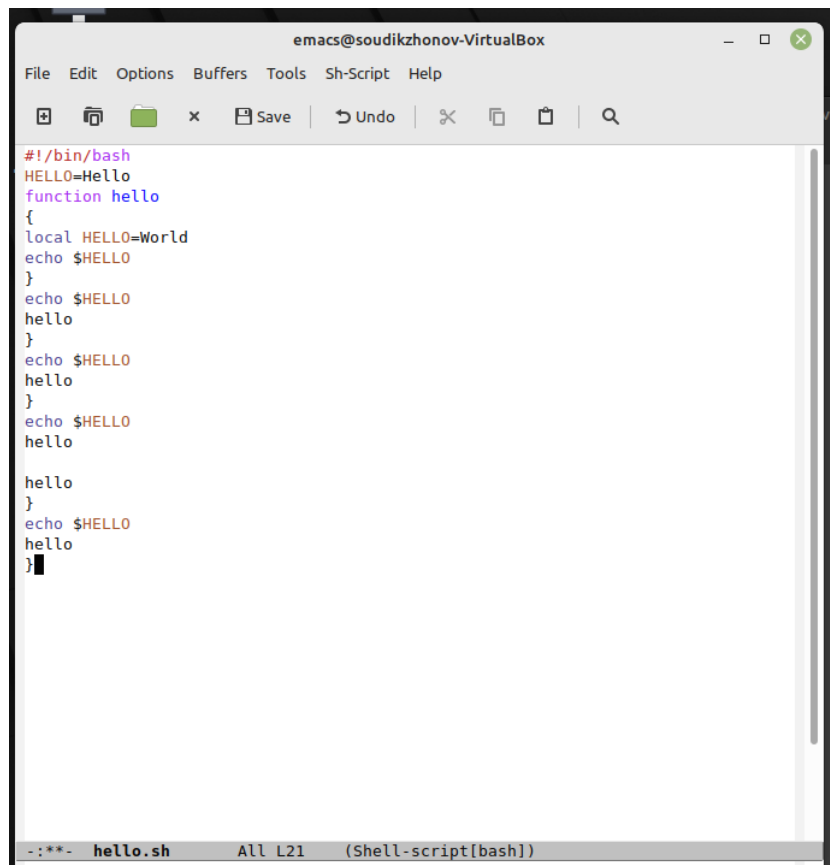 emacs@soudikzhonov-VirtualBox
File Edit Options Buffers Tools Sh-Script Help
Save Undo
#!/bin/bash
HELLO=Hello
function hello
{
local HELLO=World
echo $HELLO
}
echo $HELLO
hello
}
echo $HELLO
hello
}
echo $HELLO
hello

hello
}
echo $HELLO
hello
}
-:**- hello.sh All L21 (Shell-script[bash])